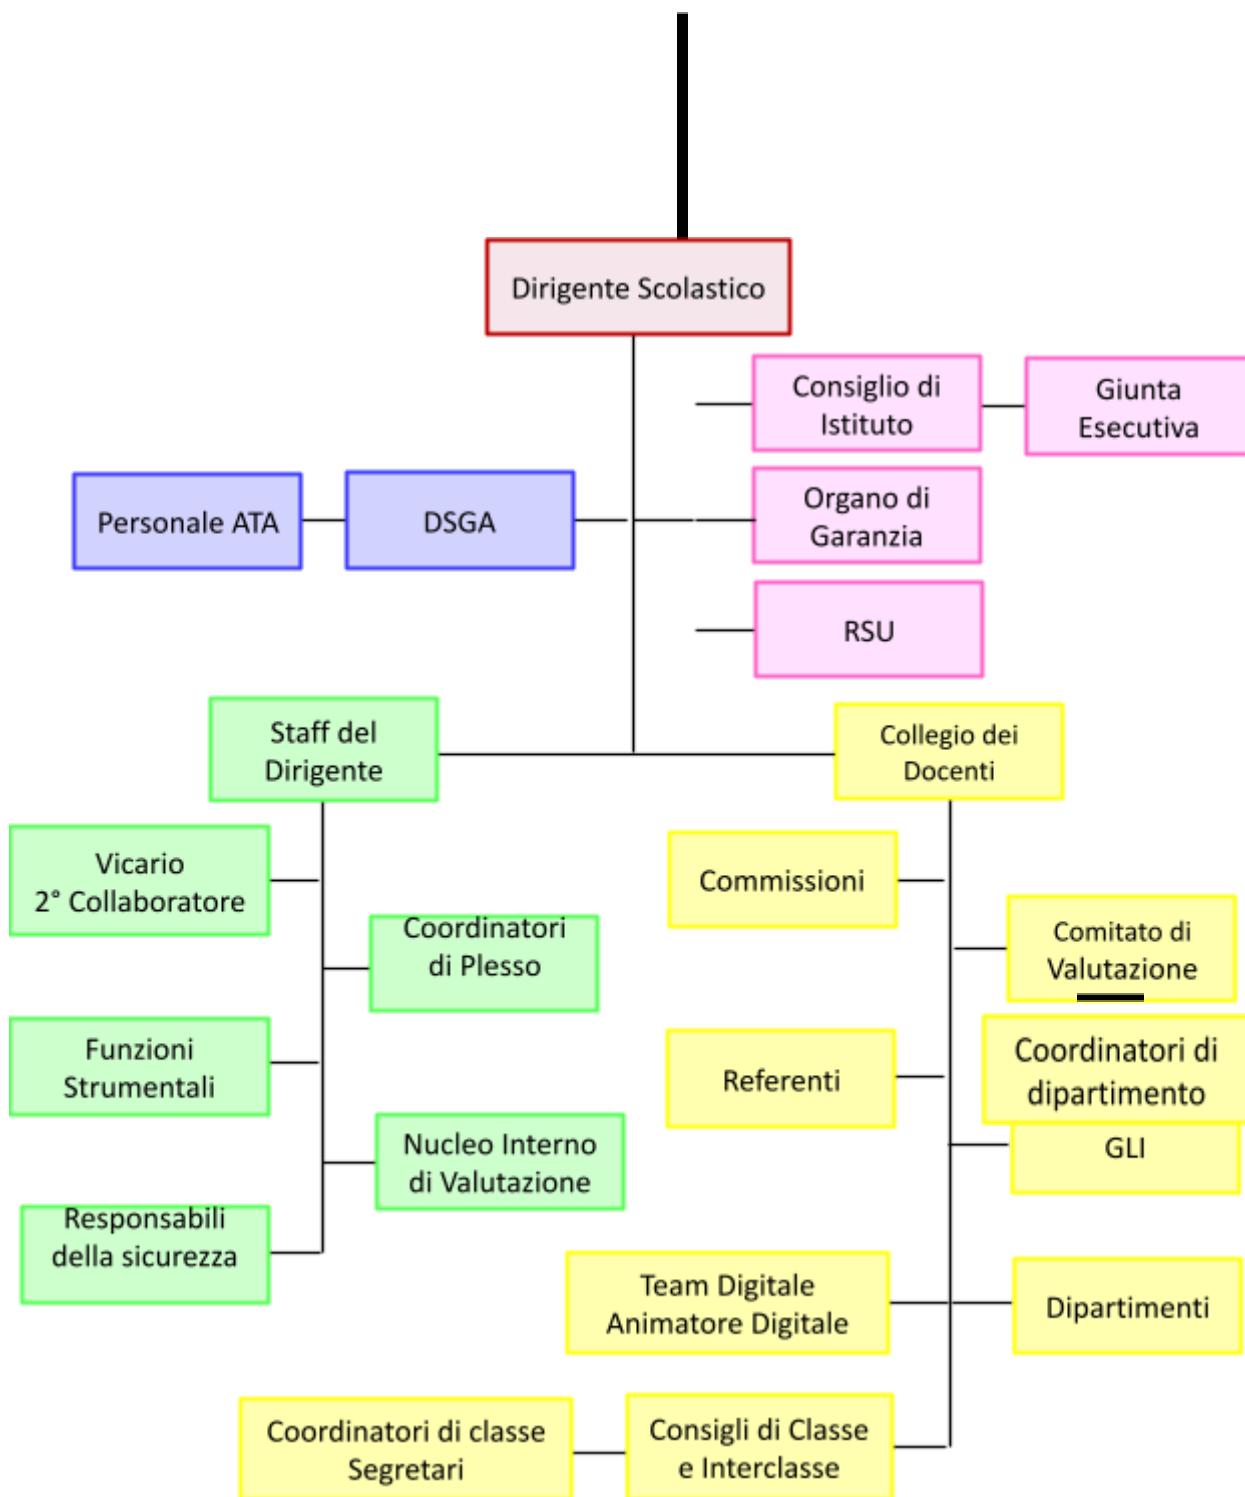 Dirigente Scolastico
Consiglio di
Istituto
Giunta
Esecutiva
Personale ATA
DSGA
Organo di
Garanzia
RSU
Staff del
Dirigente
Collegio dei
Docenti
Vicario
2° Collaboratore
Commissioni
Coordinatori
di Plesso
Comitato di
Valutazione
Funzioni
Strumentali
Referenti
Coordinatori di
dipartimento
Nucleo Interno
di Valutazione
GLI
Responsabili
della sicurezza
Team Digitale
Animatore Digitale
Dipartimenti
Coordinatori di classe
Segretari
Consigli di Classe
e Interclasse